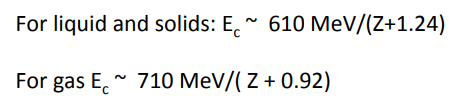 For liquid and solids: Ec ~ 610 MeV/(Z+1.24)
For gas Ec ~ 710 MeV/( Z + 0.92)